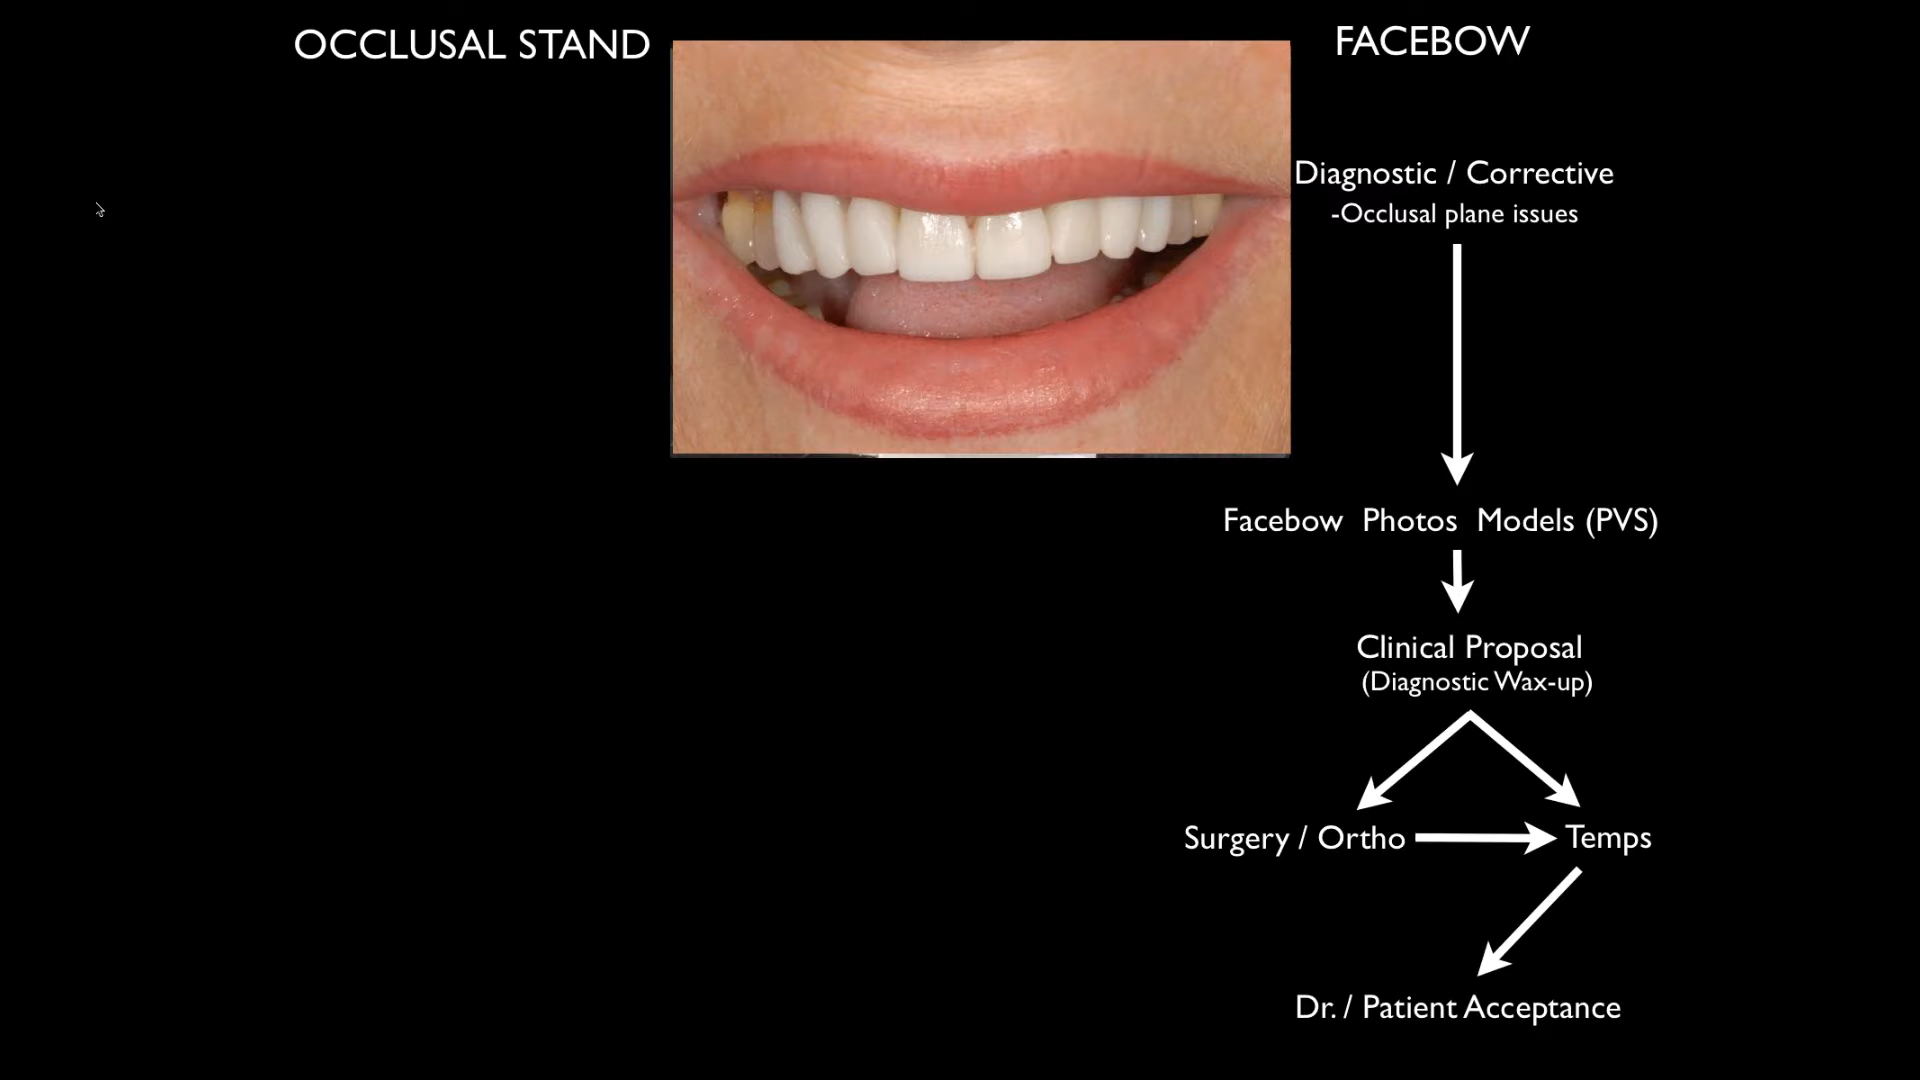 OCCLUSAL STAND
FACEBOW
Diagnostic / Corrective
-Occlusal plane issues
Facebow Photos Models (PVS)
Clinical Proposal
(Diagnostic Wax-up)
Surgery / Ortho
Temps
Dr. / Patient Acceptance